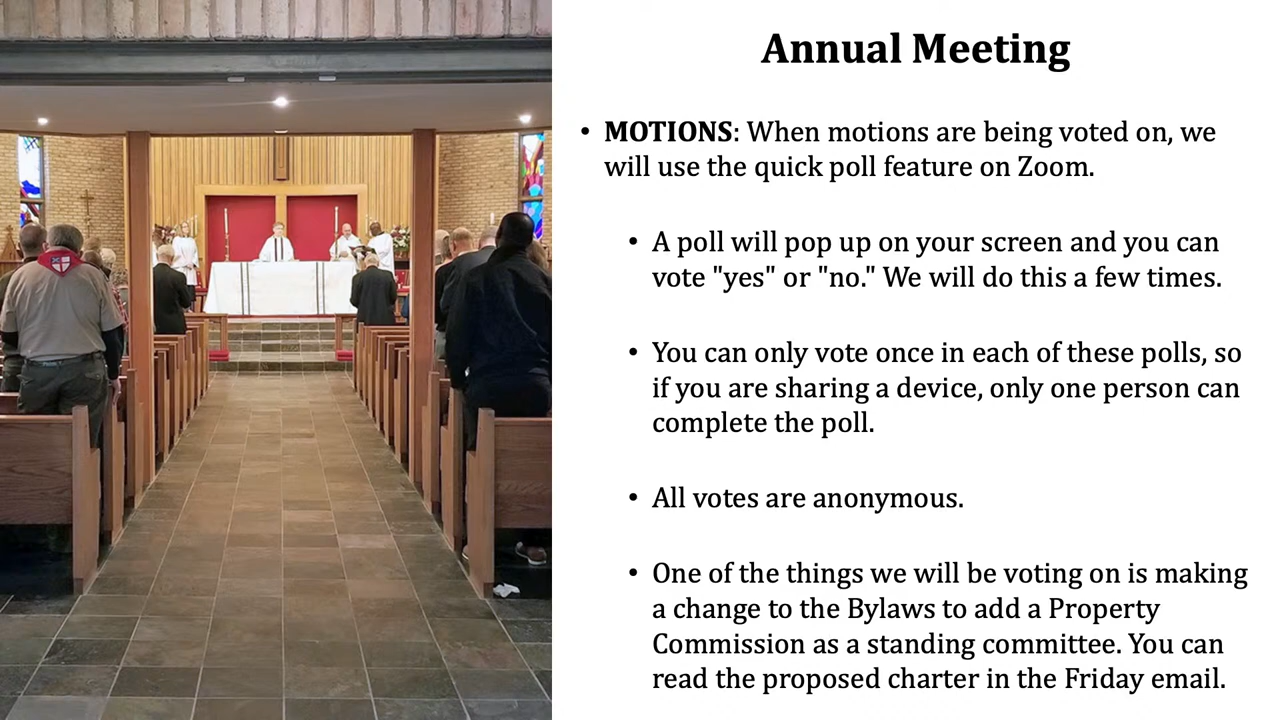 Annual Meeting
• MOTIONS: When motions are being voted on, we
will use the quick poll feature on Zoom.
• A poll will pop up on your screen and you can
vote "yes" or "no." We will do this a few times.
• You can only vote once in each of these polls, so
if you are sharing a device, only one person can
complete the poll.
• All votes are anonymous.
• One of the things we will be voting on is making
a change to the Bylaws to add a Property
Commission as a standing committee. You can
read the proposed charter in the Friday email.